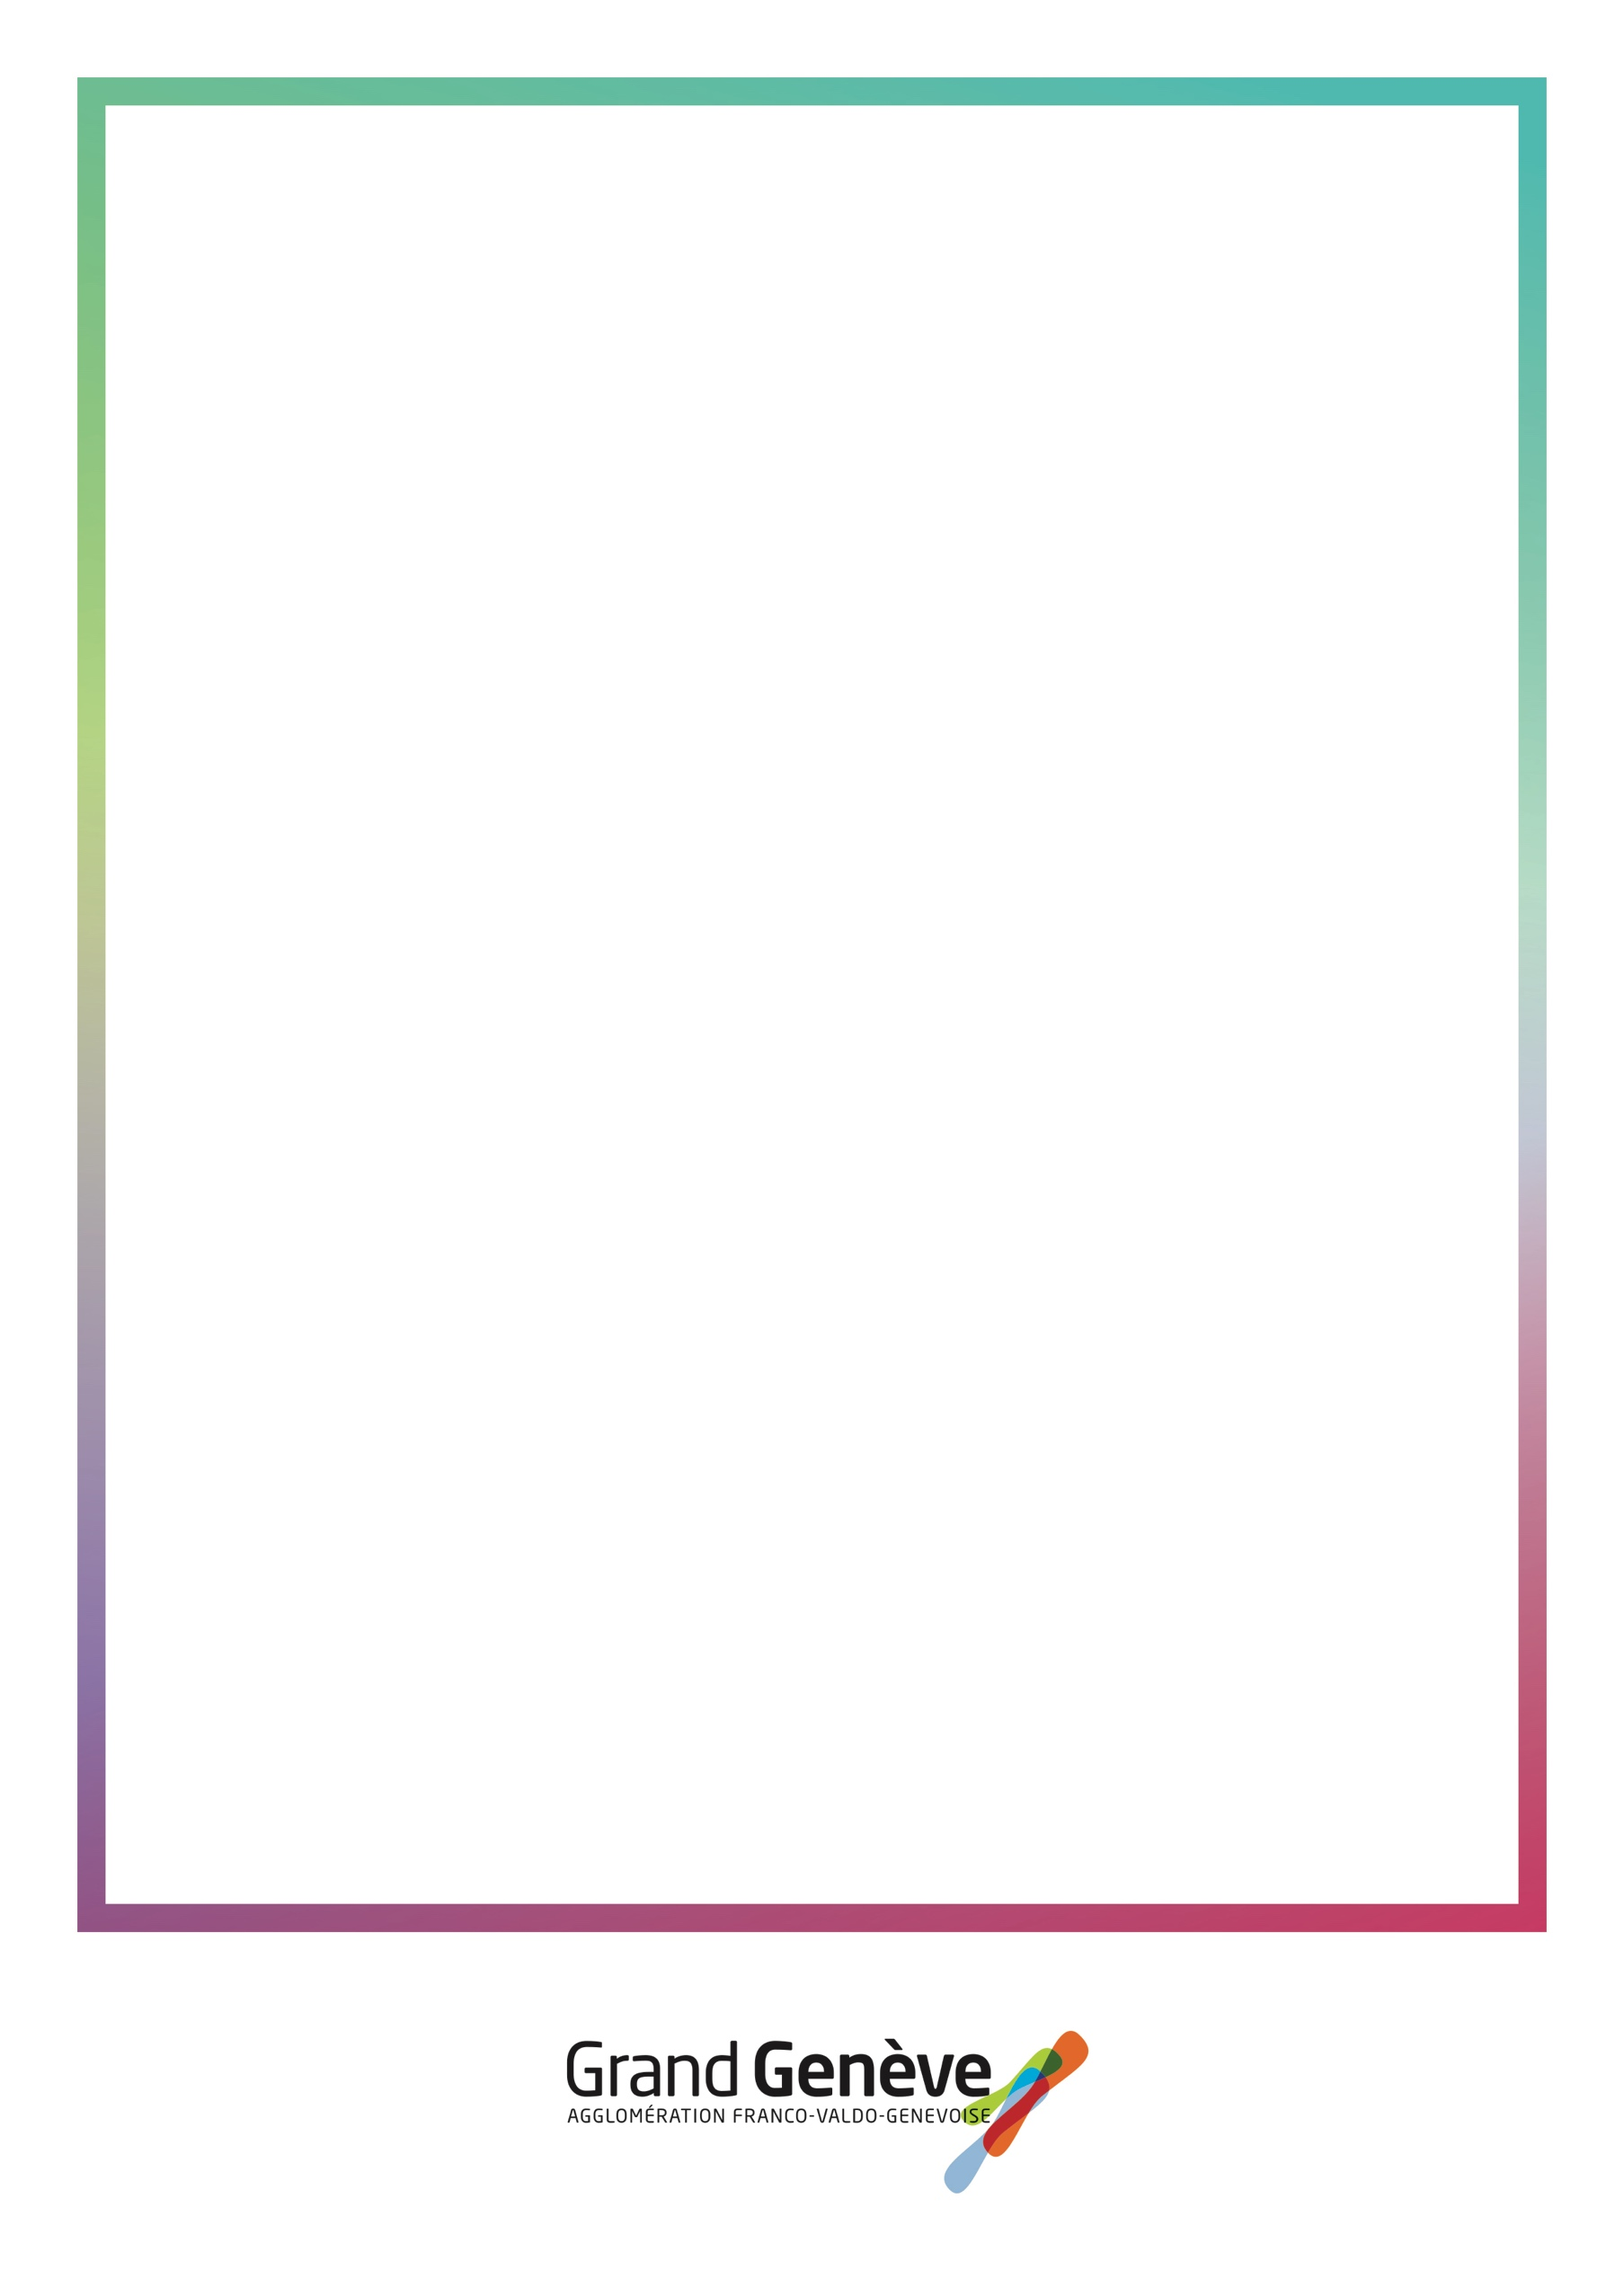 Grand Genève
AGGLOMÉRATION FRANCO-VALDO-GENEVOISE